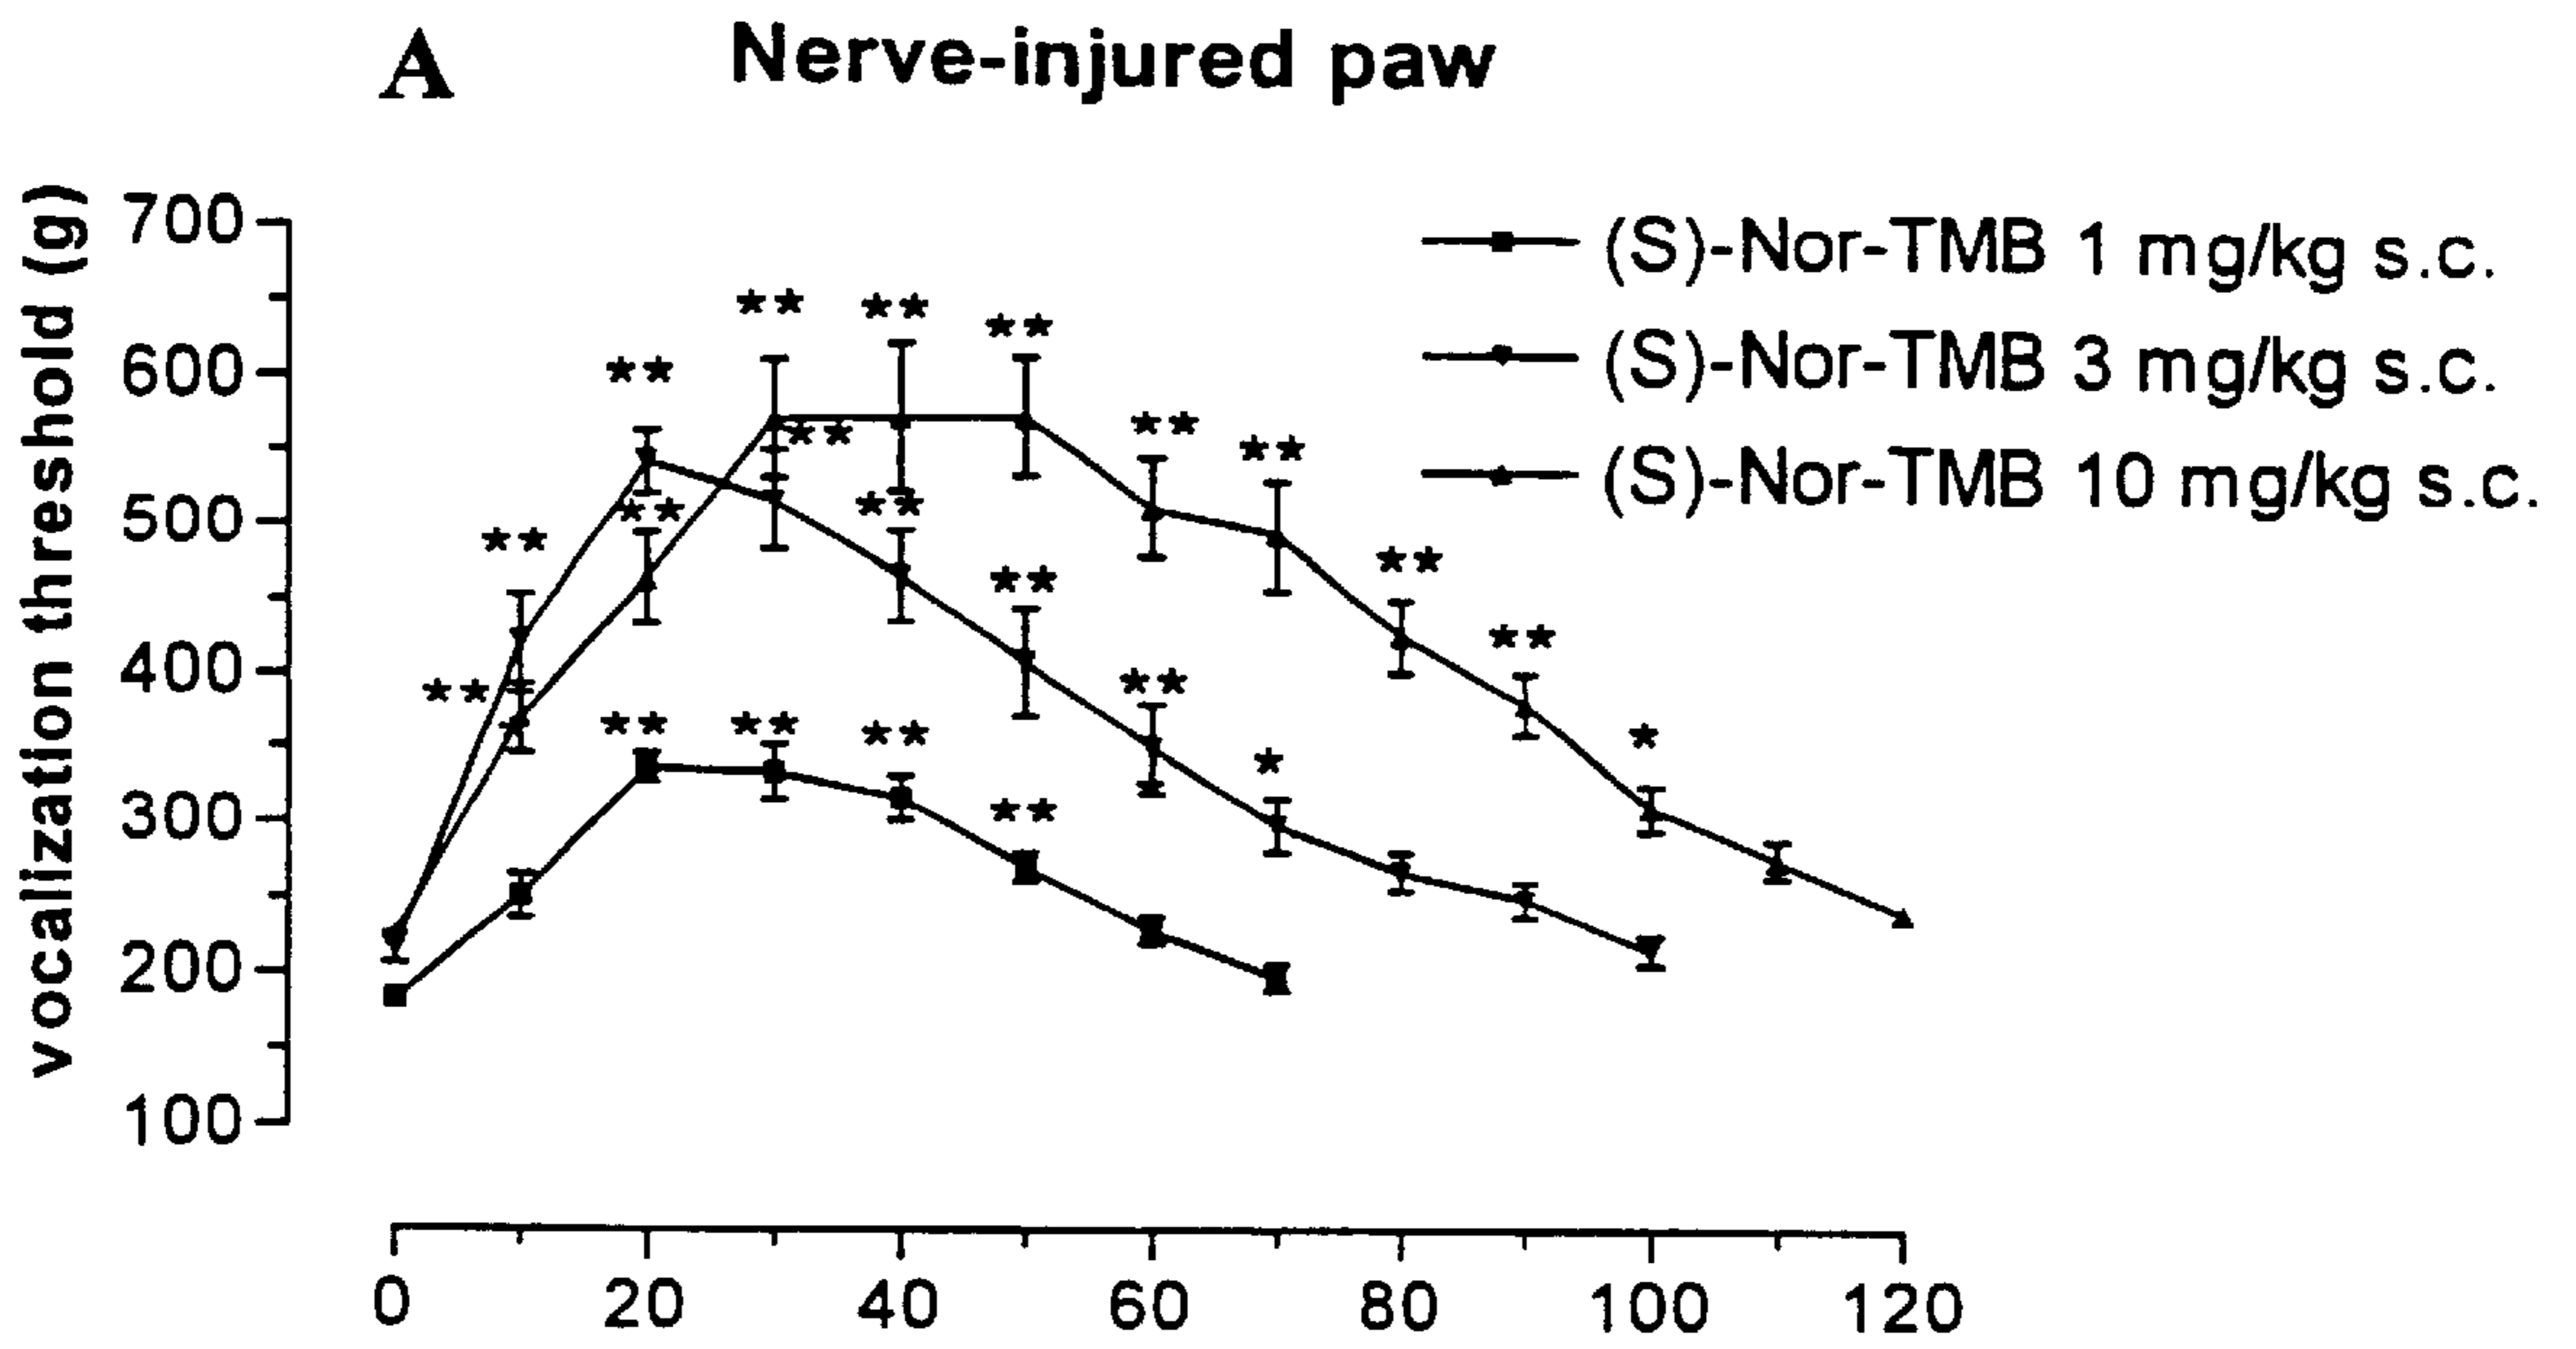 A Nerve-injured paw
vocalization threshold (g)
700
600
500
400
300
200
100
(S)-Nor-TMB 1 mg/kg s.c.
(S)-Nor-TMB 3 mg/kg s.c.
(S)-Nor-TMB 10 mg/kg s.c.
** ** **
** ** **
** **
** ** **
** ** **
** ** *
** ** ** *
**
0 20 40 60 80 100 120